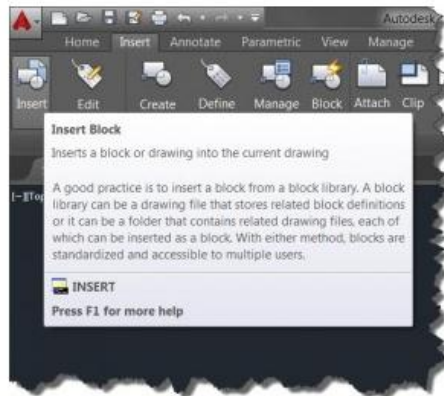 Autodesk
Home Insert Annotate Parametric View Manage
Insert Edit Create Define Manage Block Attach Clip
Insert Block
Inserts a block or drawing into the current drawing
A good practice is to insert a block from a block library. A block
library can be a drawing file that stores related block definitions
or it can be a folder that contains related drawing files, each of
which can be inserted as a block. With either method, blocks are
standardized and accessible to multiple users.
[-][To
INSERT
Press F1 for more help